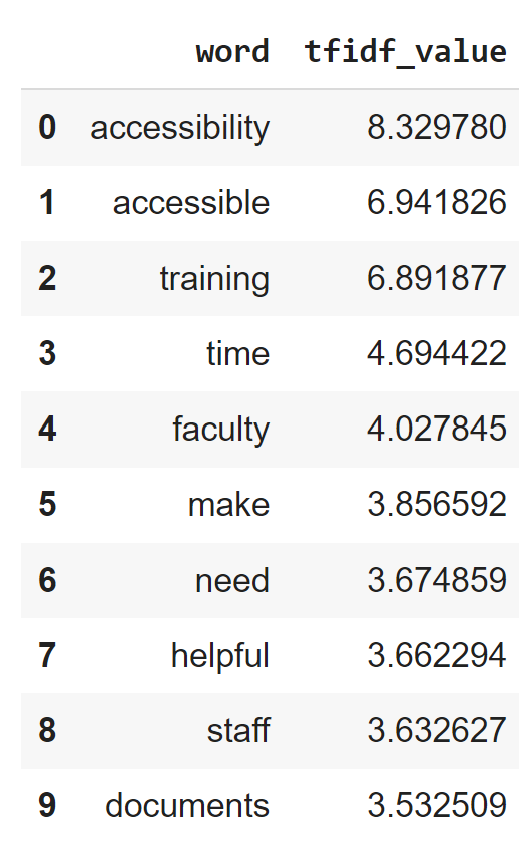 word tfidf_value
0 accessibility 8.329780
1 accessible 6.941826
2 training 6.891877
3 time 4.694422
4 faculty 4.027845
5 make 3.856592
6 need 3.674859
7 helpful 3.662294
8 staff 3.632627
9 documents 3.532509